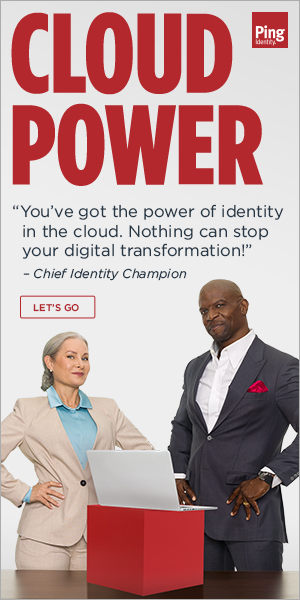 CLOUD
POWER
Ping
Identity.
“You’ve got the power of identity
in the cloud. Nothing can stop
your digital transformation!”
– Chief Identity Champion
LET’S GO